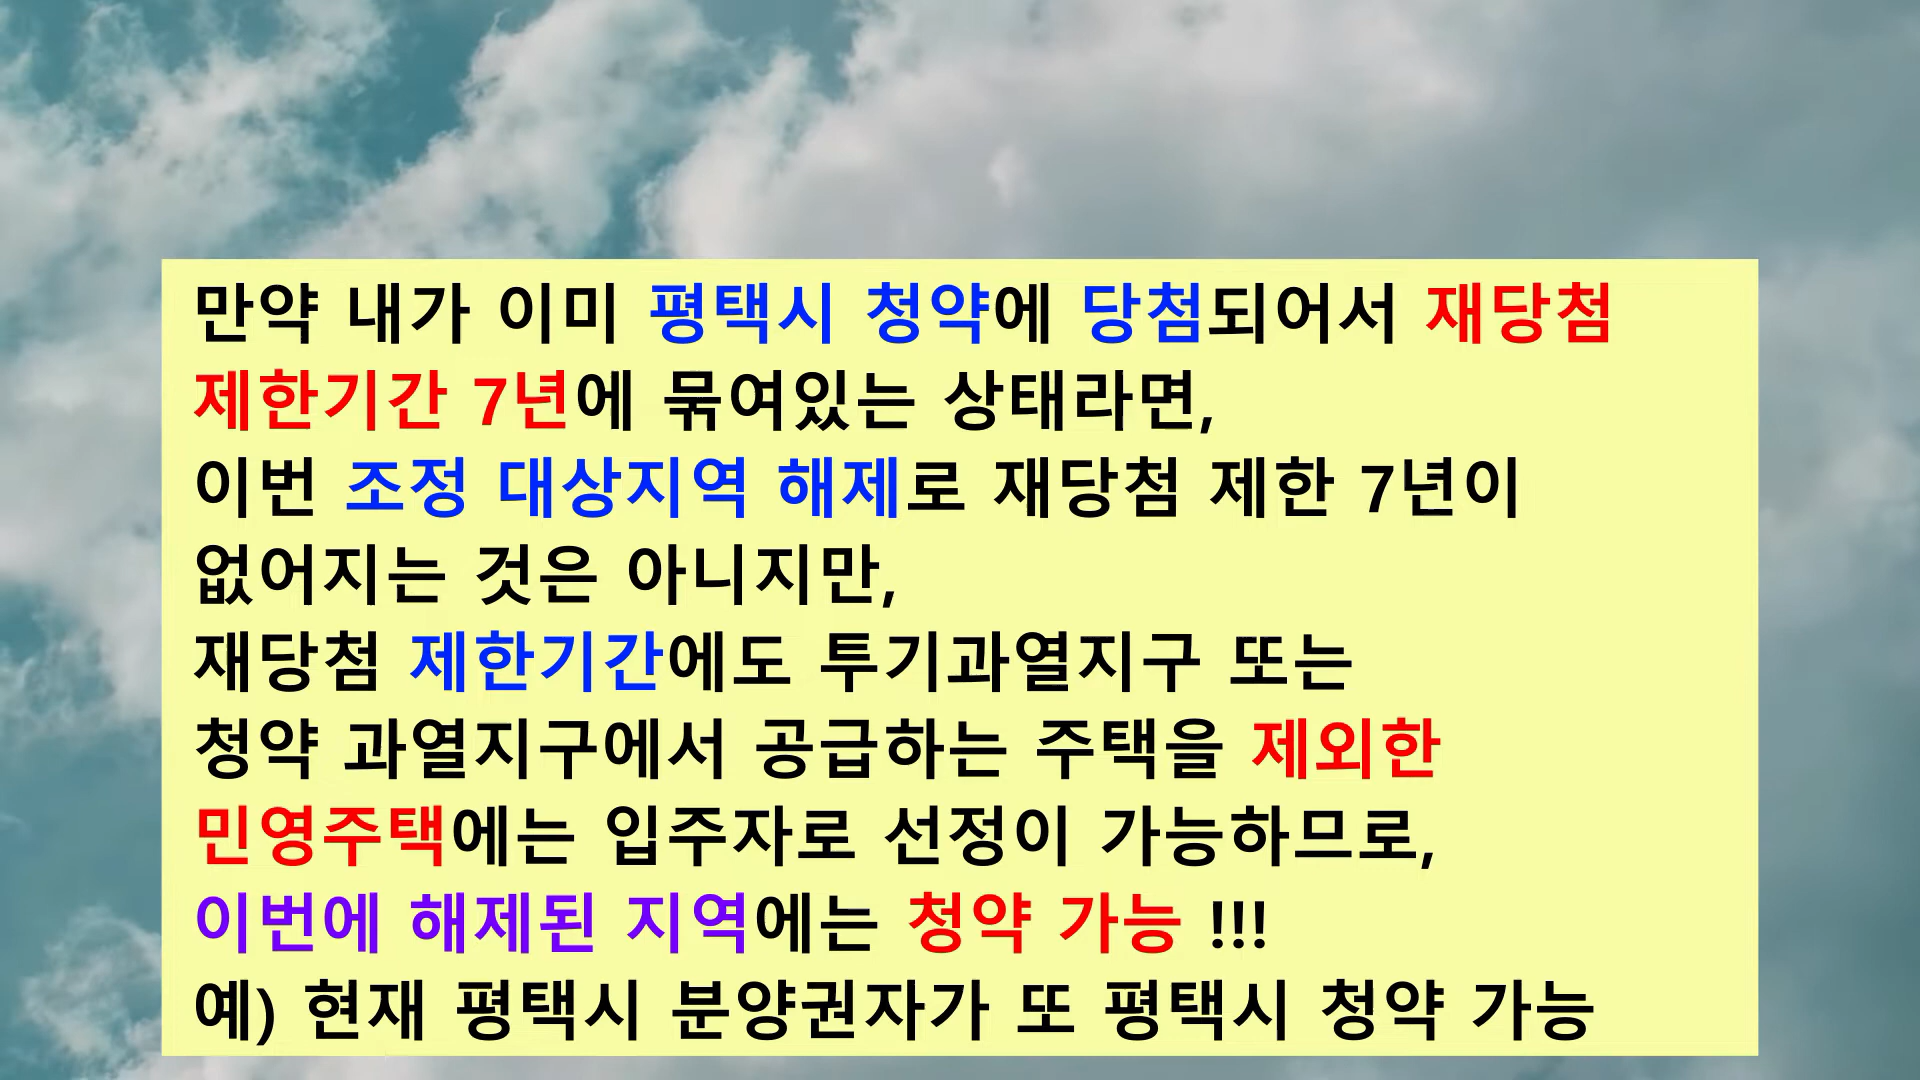 만약 내가 이미 평택시 청약에 당첨되어서 재당첨
제한기간 7년에 묶여있는 상태라면,
이번 조정 대상지역 해제로 재당첨 제한 7년이
없어지는 것은 아니지만,
재당첨 제한기간에도 투기과열지구 또는
청약 과열지구에서 공급하는 주택을 제외한
민영주택에는 입주자로 선정이 가능하므로,
이번에 해제된 지역에는 청약 가능 !!!
예) 현재 평택시 분양권자가 또 평택시 청약 가능